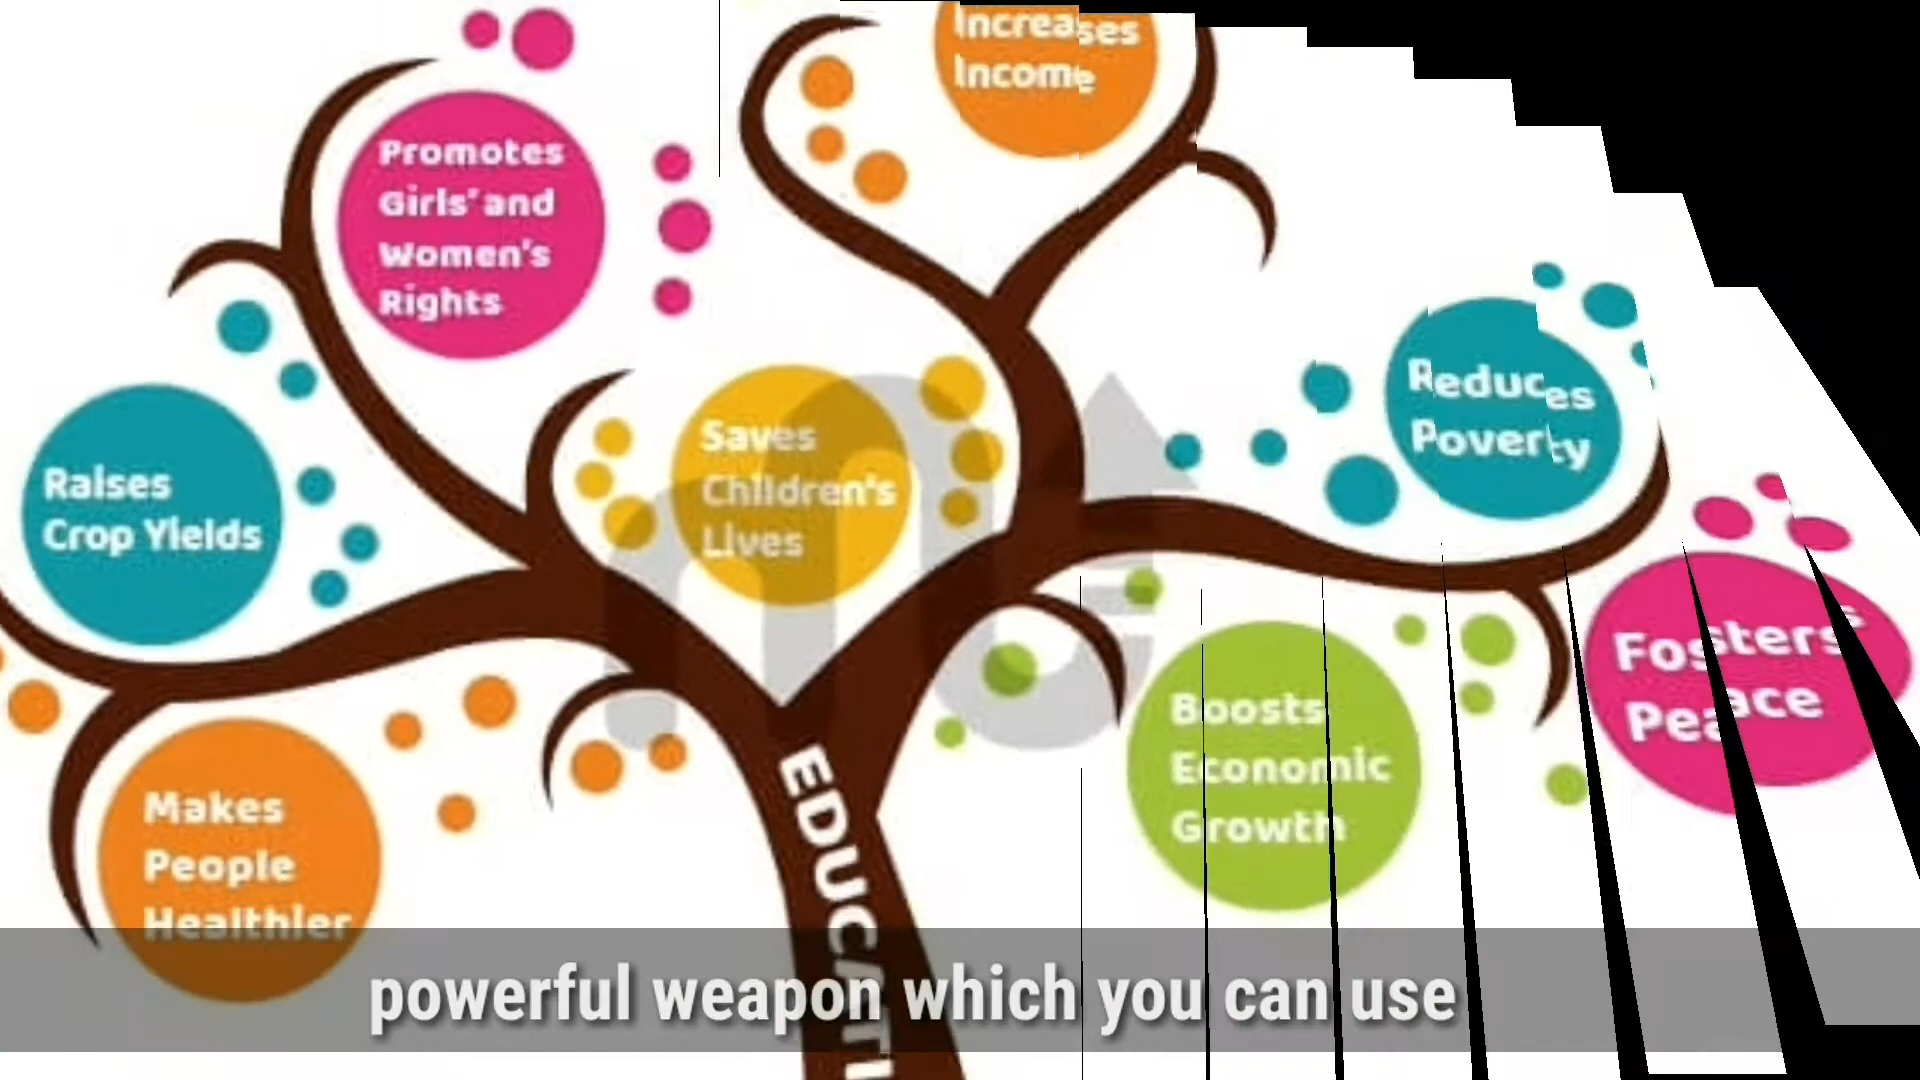 Increases
Income
Promotes
Girls' and
Women's
Rights
Reduces
Poverty
Saves
Children's
Lives
Raises
Crop Yields
Fosters
Peace
Boosts
Economic
Growth
Makes
People
Healthier
EDUCATI
powerful weapon which you can use